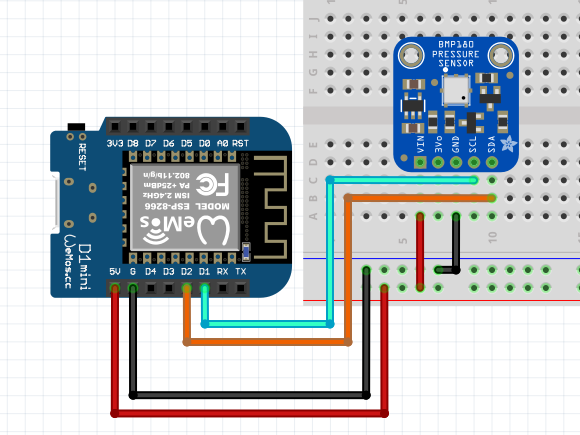 J
I
H
G
F
E
D
C
B
A
5
10
BMP180
PRESSURE
SENSOR
VIN
3Vo
GND
SCL
SDA
3V3 D8 D7 D6 D5 D0 A0 RST
RESET
MODEL ESP-8266
ISM 2.4GHz
PA +25dBm
802.11b/g/n
FC
WeMos
D1 mini
WeMos.cc
5V G D4 D3 D2 D1 RX TX